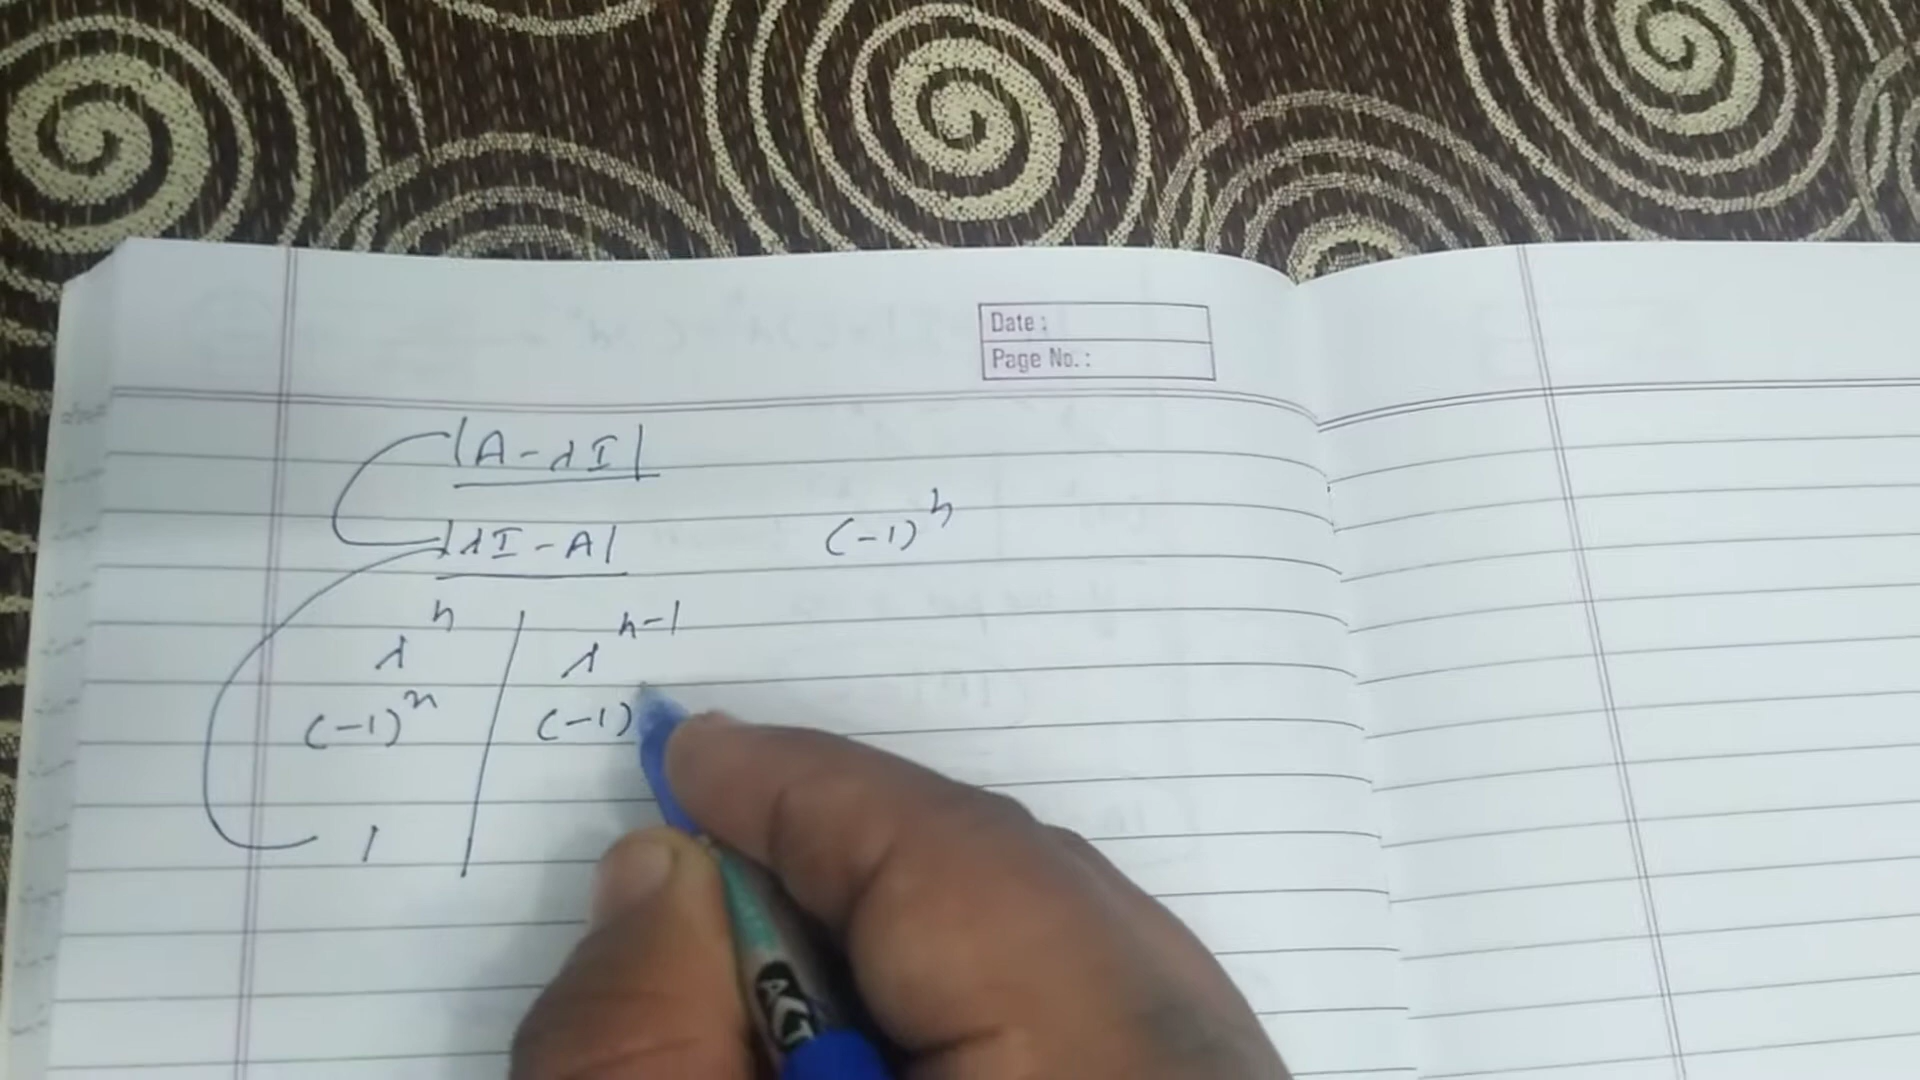 Date :
Page No. :
|A - λI|
|λI - A| (-1)^n
λ^n λ^{n-1}
(-1)^n (-1)
1